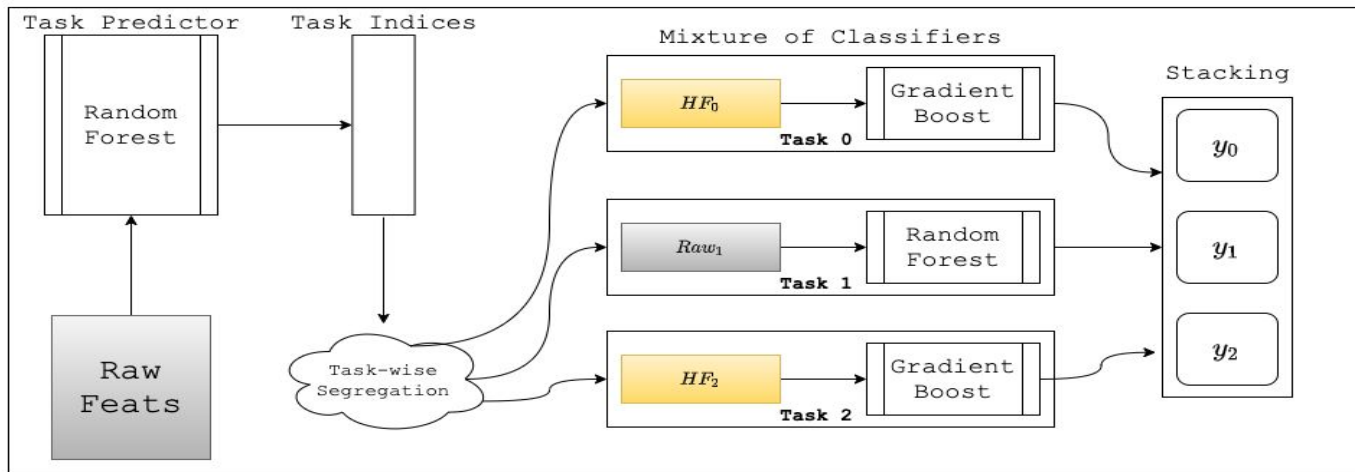 Task Predictor
Random
Forest
Raw
Feats
Task Indices
Task-wise
Segregation
Mixture of Classifiers
HF₀
Gradient
Boost
Task 0
Raw₁
Random
Forest
Task 1
HF₂
Gradient
Boost
Task 2
Stacking
y₀
y₁
y₂